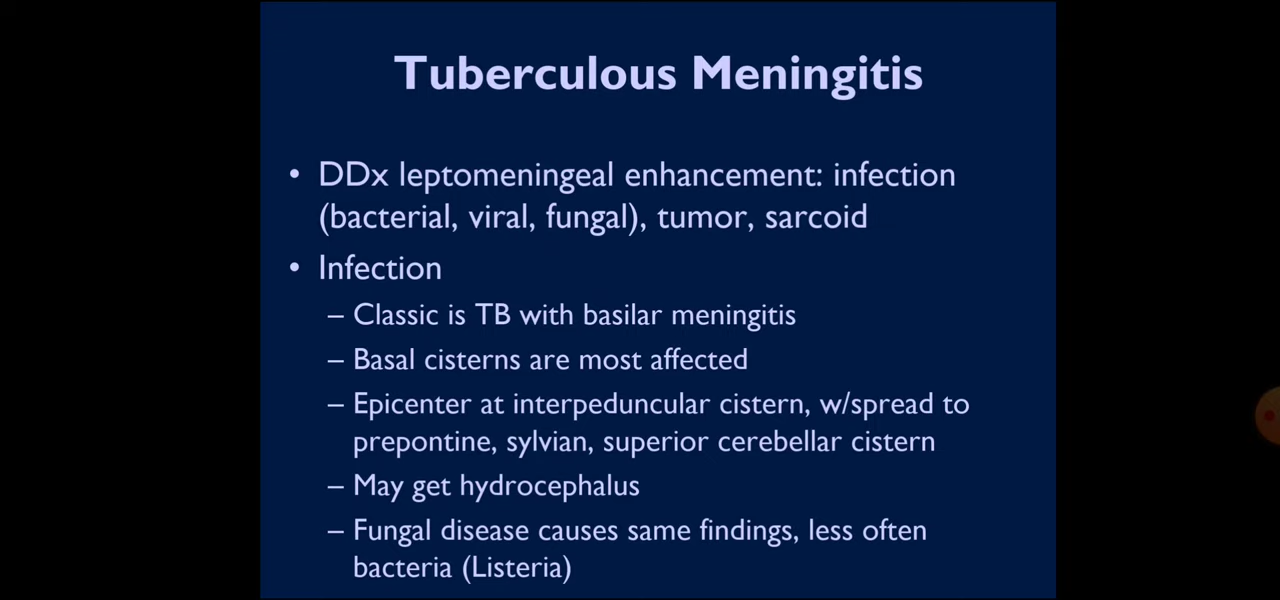 Tuberculous Meningitis
• DDx leptomeningeal enhancement: infection
(bacterial, viral, fungal), tumor, sarcoid
• Infection
– Classic is TB with basilar meningitis
– Basal cisterns are most affected
– Epicenter at interpeduncular cistern, w/spread to
prepontine, sylvian, superior cerebellar cistern
– May get hydrocephalus
– Fungal disease causes same findings, less often
bacteria (Listeria)